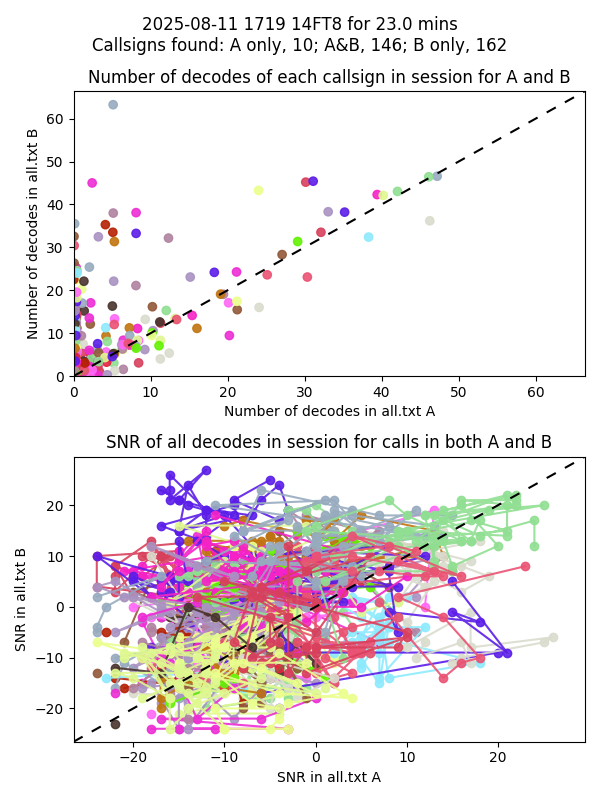 2025-08-11 1719 14FT8 for 23.0 mins
Callsigns found: A only, 10; A&B, 146; B only, 162
Number of decodes of each callsign in session for A and B
Number of decodes in all.txt B
60
50
40
30
20
10
0
0 10 20 30 40 50 60
Number of decodes in all.txt A
SNR of all decodes in session for calls in both A and B
SNR in all.txt B
20
10
0
−10
−20
−20 −10 0 10 20
SNR in all.txt A